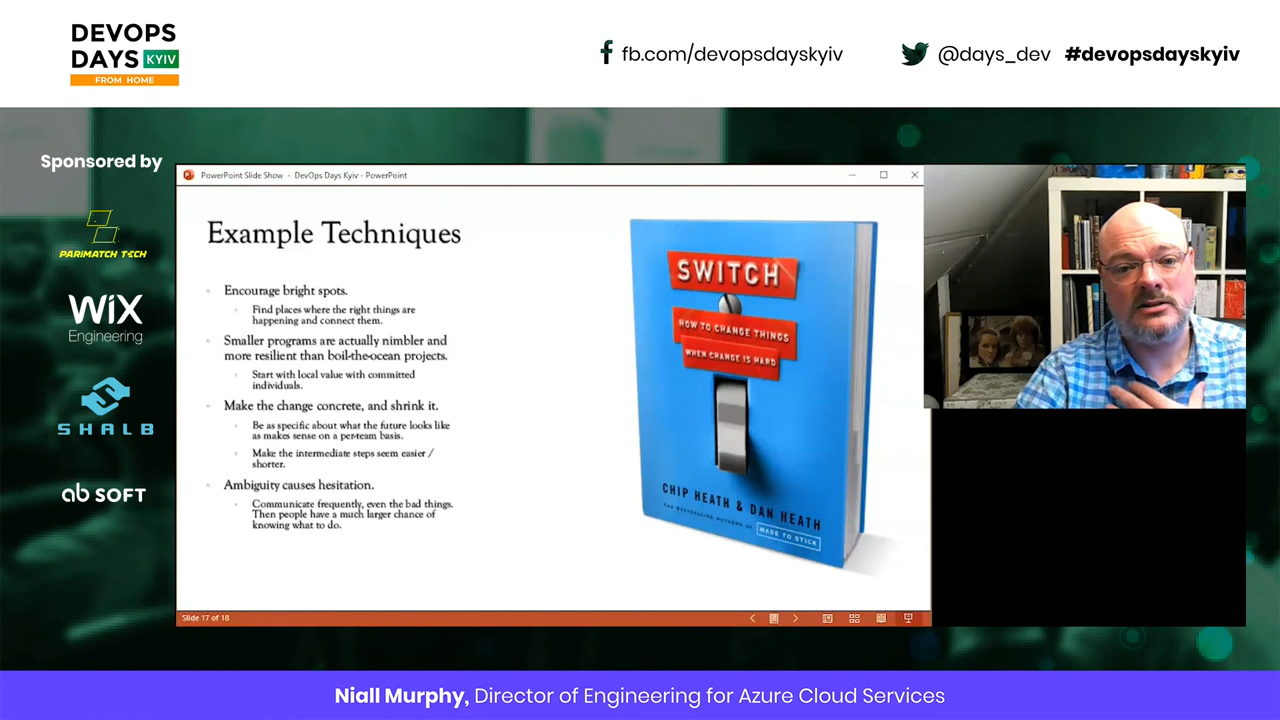 DEVOPS
DAYS KYIV
FROM HOME
fb.com/devopsdayskyiv
@days_dev #devopsdayskyiv
Sponsored by
PARIMATCH TECH
WiX
Engineering
SHALB
ab SOFT
PowerPoint Slide Show - DevOps Days Kyiv - PowerPoint
Example Techniques
Encourage bright spots.
Find places where the right things are
happening and connect them.
Smaller programs are actually nimbler and
more resilient than boil-the-ocean projects.
Start with local value with committed
individuals.
Make the change concrete, and shrink it.
Be as specific about what the future looks like
as makes sense on a per-team basis.
Make the intermediate steps seem easier /
shorter.
Ambiguity causes hesitation.
Communicate frequently, even the bad things.
Then people have a much larger chance of
knowing what to do.
SWITCH
HOW TO CHANGE THINGS
WHEN CHANGE IS HARD
CHIP HEATH & DAN HEATH
THE BESTSELLING AUTHORS OF MADE TO STICK
Slide 17 of 18
Niall Murphy, Director of Engineering for Azure Cloud Services